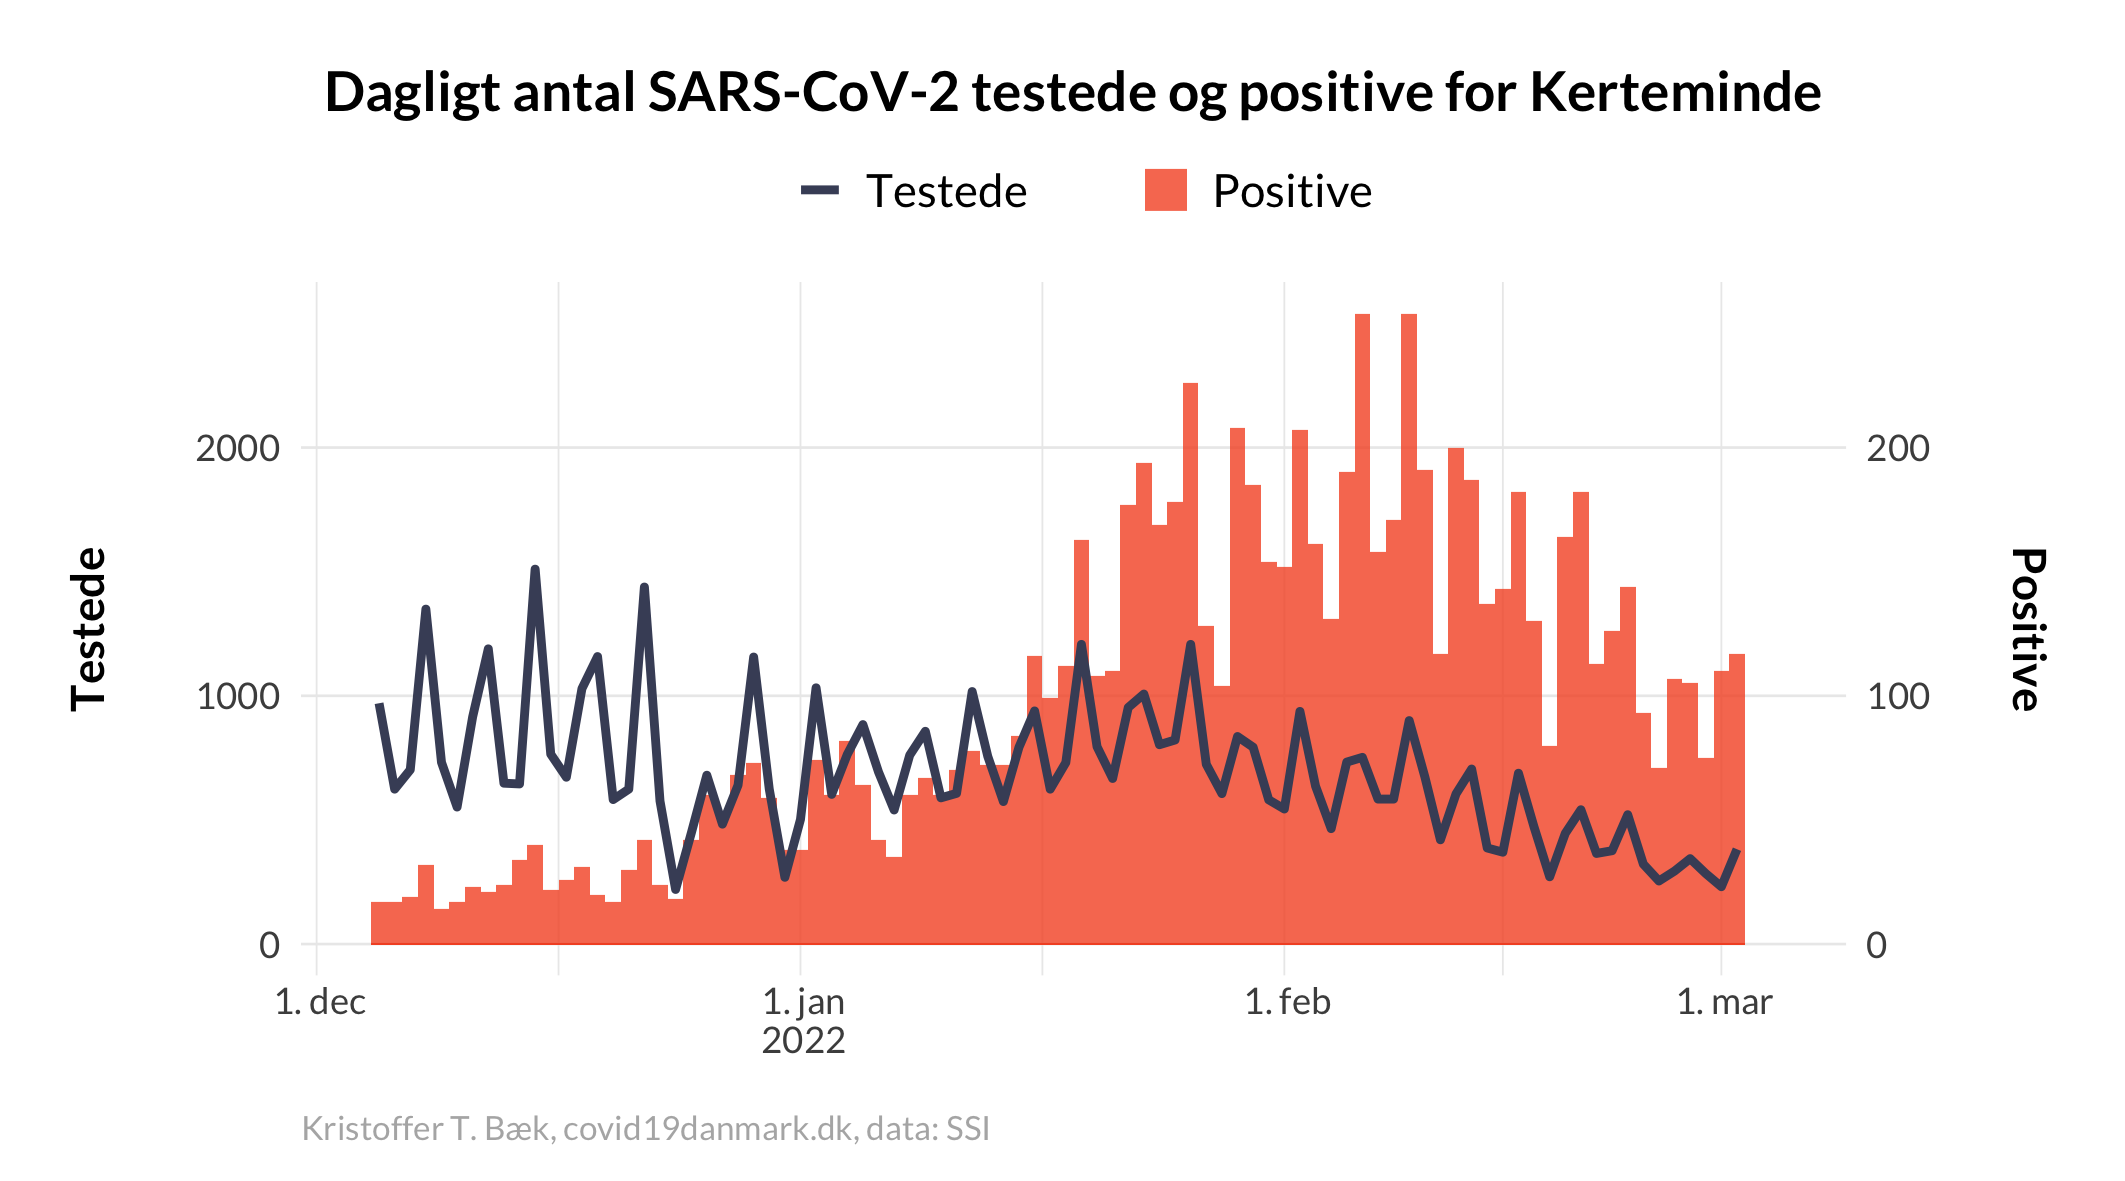 Dagligt antal SARS-CoV-2 testede og positive for Kerteminde
Testede
Positive
Testede
2000
1000
0
200
100
0
Positive
1. dec
1. jan
2022
1. feb
1. mar
Kristoffer T. Bæk, covid19danmark.dk, data: SSI